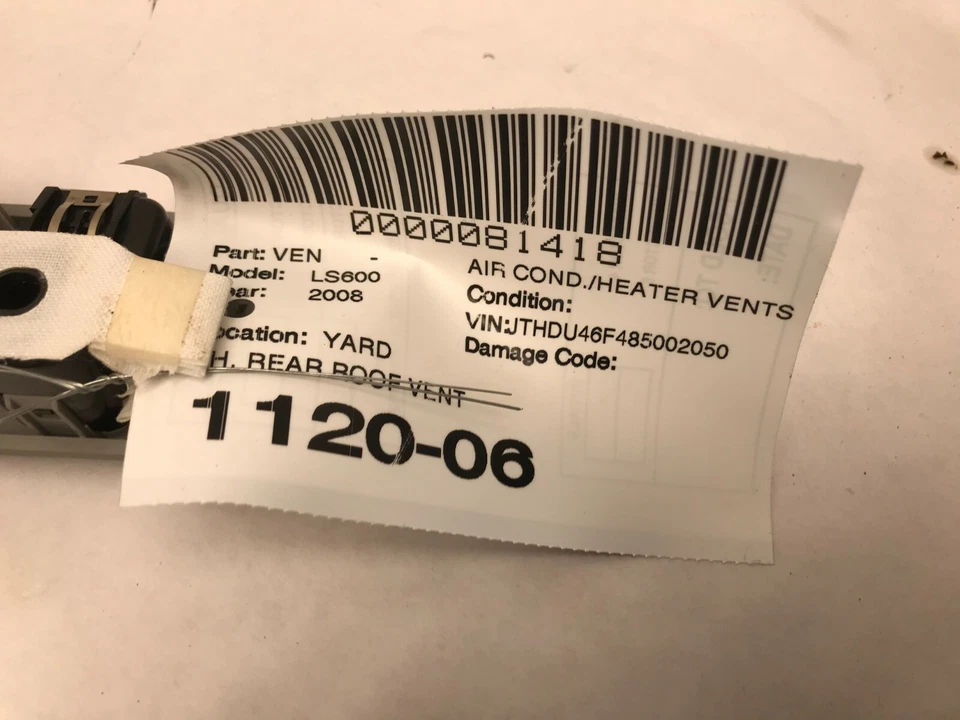 0000081418
Part: VEN - AIR COND./HEATER VENTS
Model: LS600 Condition:
ear: 2008 VIN:JTHDU46F485002050
ocation: YARD Damage Code:
H. REAR ROOF VENT
1120-06